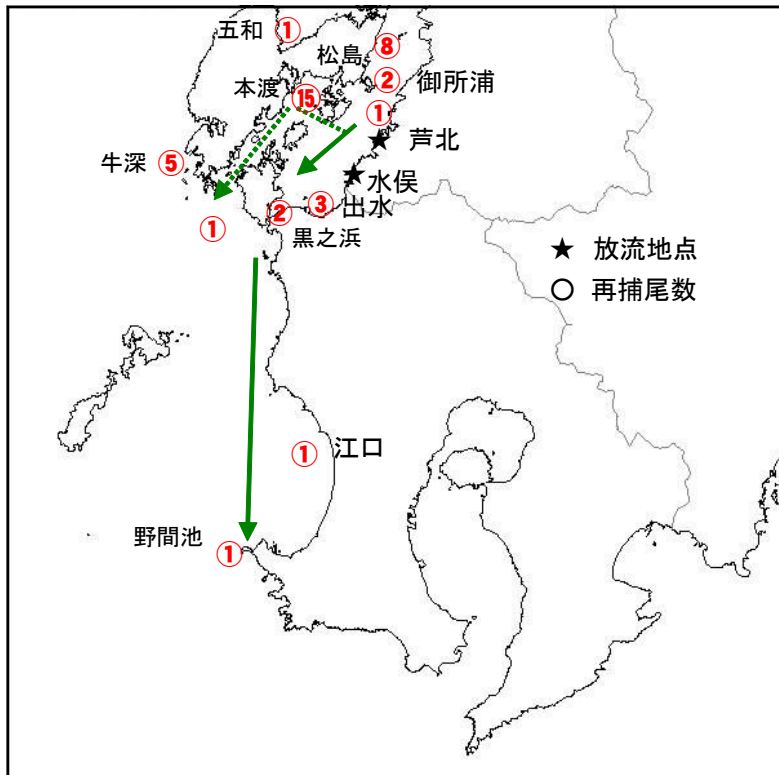 五和 ①
松島 ⑧
② 御所浦
本渡 ⑮
①
芦北
牛深 ⑤
水俣
③ 出水
② 黒之浜
①
★ 放流地点
○ 再捕尾数
① 江口
野間池 ①